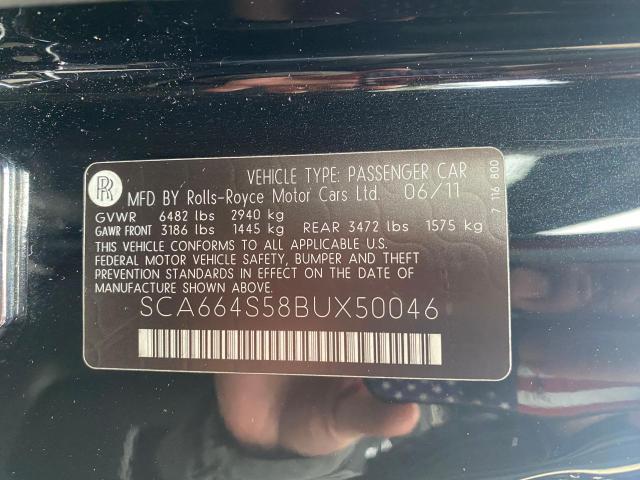 RR
VEHICLE TYPE: PASSENGER CAR
MFD BY Rolls-Royce Motor Cars Ltd. 06/11
GVWR 6482 lbs 2940 kg
GAWR FRONT 3186 lbs 1445 kg REAR 3472 lbs 1575 kg
THIS VEHICLE CONFORMS TO ALL APPLICABLE U.S.
FEDERAL MOTOR VEHICLE SAFETY, BUMPER AND THEFT
PREVENTION STANDARDS IN EFFECT ON THE DATE OF
MANUFACTURE SHOWN ABOVE.
SCA664S58BUX50046
7 116 800